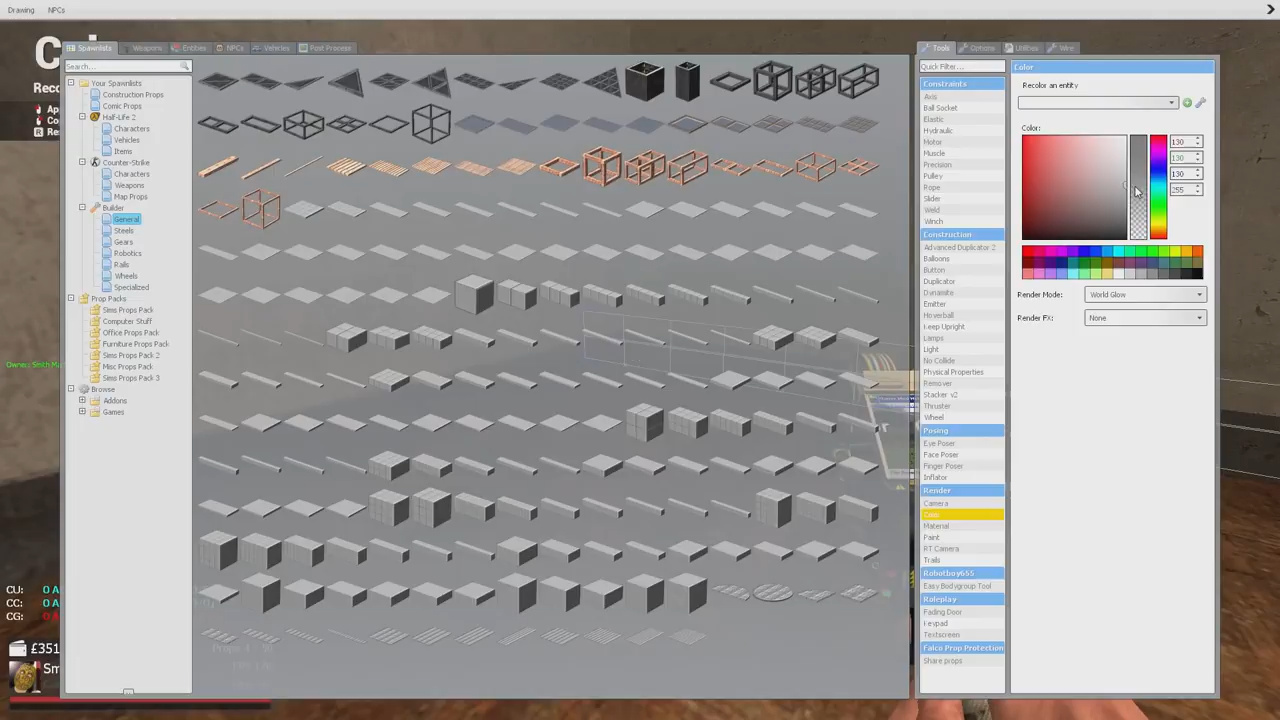 Drawing NPCs
Spawnlists Weapons Entities NPCs Vehicles Post Process
Search...
Your Spawnlists
Construction Props
Comic Props
Half-Life 2
Characters
Vehicles
Items
Counter-Strike
Characters
Weapons
Map Props
Builder
General
Steels
Gears
Robotics
Rails
Wheels
Specialized
Prop Packs
Sims Props Pack
Computer Stuff
Office Props Pack
Furniture Props Pack
Sims Props Pack 2
Misc Props Pack
Sims Props Pack 3
Browse
Addons
Games
CU: 0 A
CC: 0 A
CG: 0 A
£351
Tools Options Utilities Wire
Quick Filter...
Constraints
Axis
Ball Socket
Elastic
Hydraulic
Motor
Muscle
Precision
Pulley
Rope
Slider
Weld
Winch
Construction
Advanced Duplicator 2
Balloons
Button
Duplicator
Dynamite
Emitter
Hoverball
Keep Upright
Lamps
Light
No Collide
Physical Properties
Remover
Stacker v2
Thruster
Wheel
Posing
Eye Poser
Face Poser
Finger Poser
Inflator
Render
Camera
Color
Material
Paint
RT Camera
Trails
Robotboy655
Easy Bodygroup Tool
Roleplay
Fading Door
Keypad
Textscreen
Falco Prop Protection
Share props
Color
Recolor an entity
Color:
130
130
130
255
Render Mode: World Glow
Render FX: None